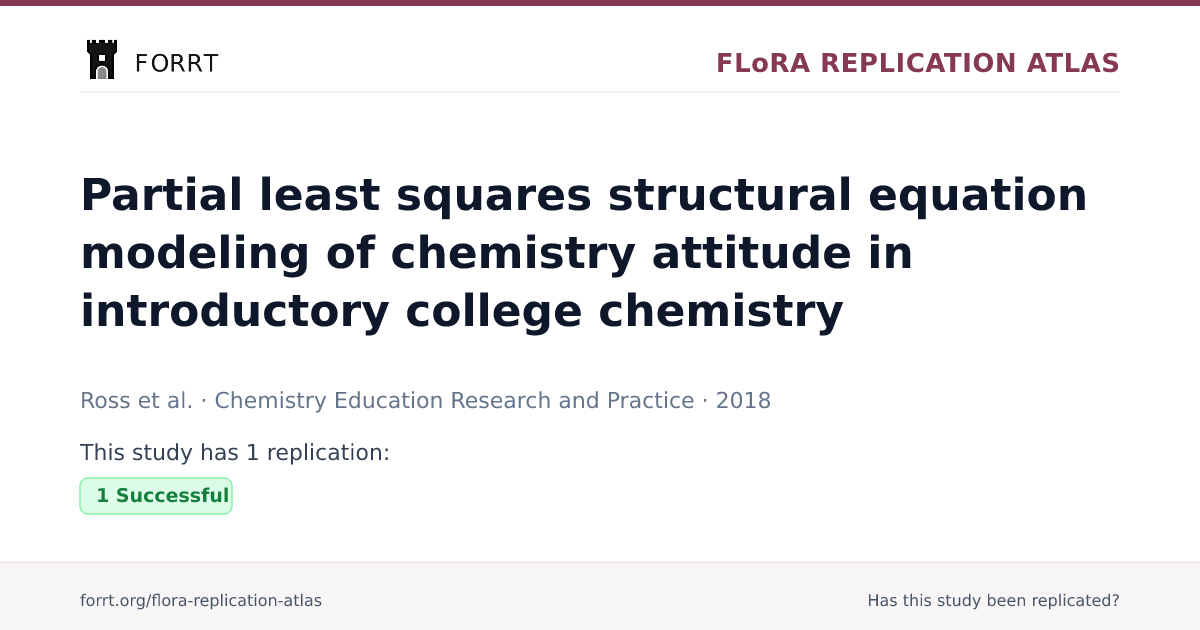 FORRT
FLoRA REPLICATION ATLAS
Partial least squares structural equation
modeling of chemistry attitude in
introductory college chemistry
Ross et al. · Chemistry Education Research and Practice · 2018
This study has 1 replication:
1 Successful
forrt.org/flora-replication-atlas
Has this study been replicated?